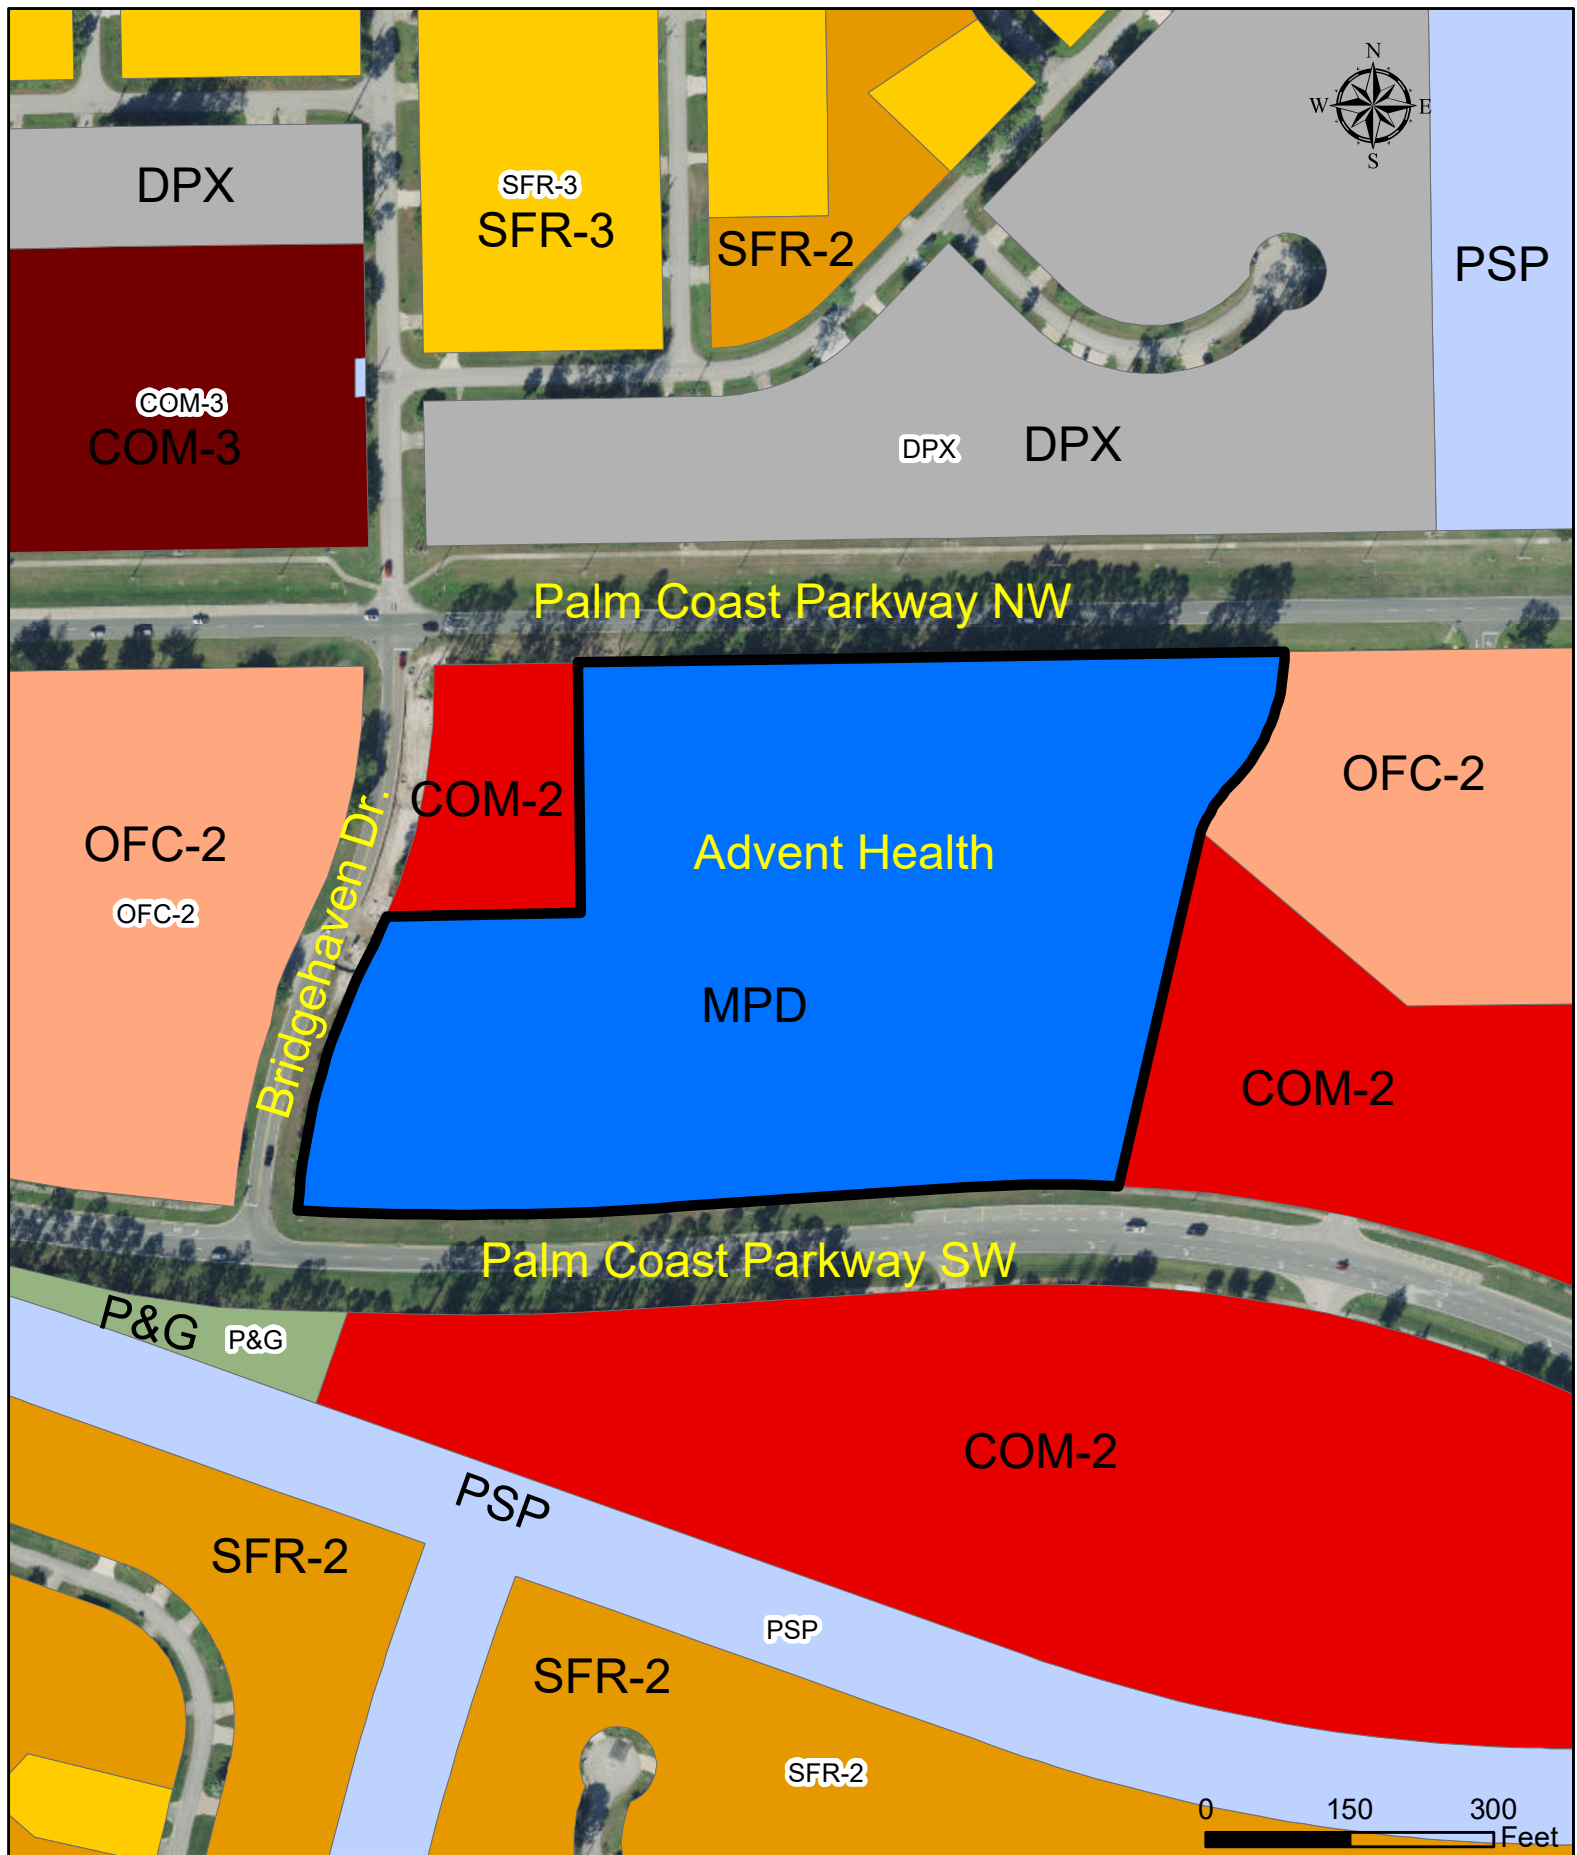 N
W E
S
DPX
SFR-3
SFR-3
SFR-2
PSP
COM-3
COM-3
DPX
DPX
Palm Coast Parkway NW
COM-2
OFC-2
OFC-2
OFC-2
Bridgehaven Dr.
Advent Health
MPD
COM-2
Palm Coast Parkway SW
P&G
P&G
COM-2
PSP
SFR-2
PSP
SFR-2
SFR-2
0 150 300
Feet